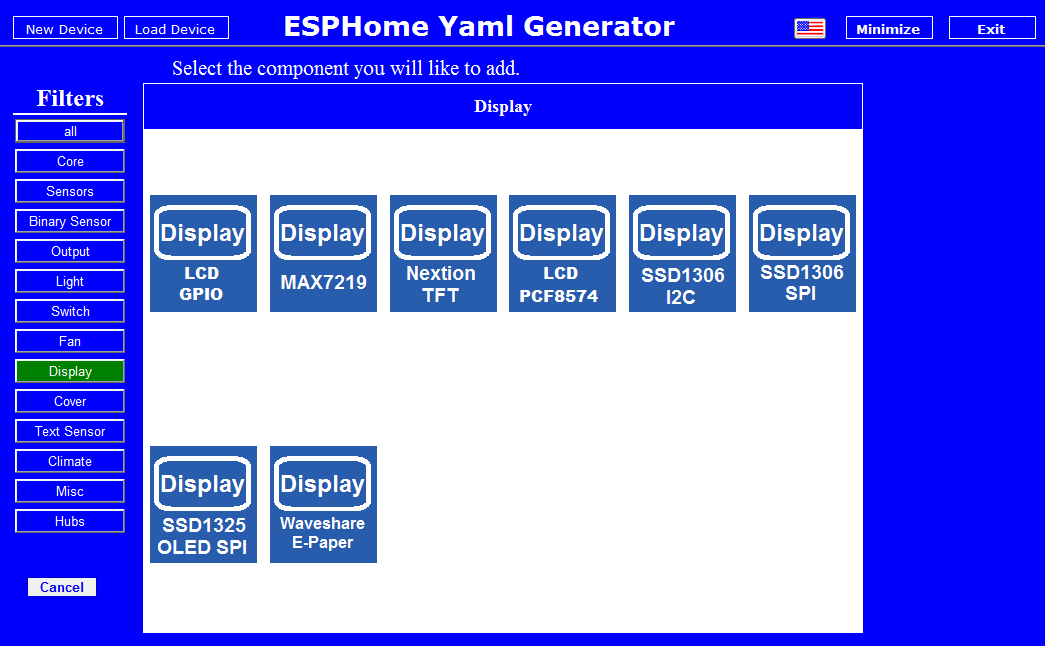 New Device
Load Device
ESPHome Yaml Generator
Minimize
Exit
Select the component you will like to add.
Filters
all
Core
Sensors
Binary Sensor
Output
Light
Switch
Fan
Display
Cover
Text Sensor
Climate
Misc
Hubs
Cancel
Display
Display
LCD
GPIO
Display
MAX7219
Display
Nextion
TFT
Display
LCD
PCF8574
Display
SSD1306
I2C
Display
SSD1306
SPI
Display
SSD1325
OLED SPI
Display
Waveshare
E-Paper